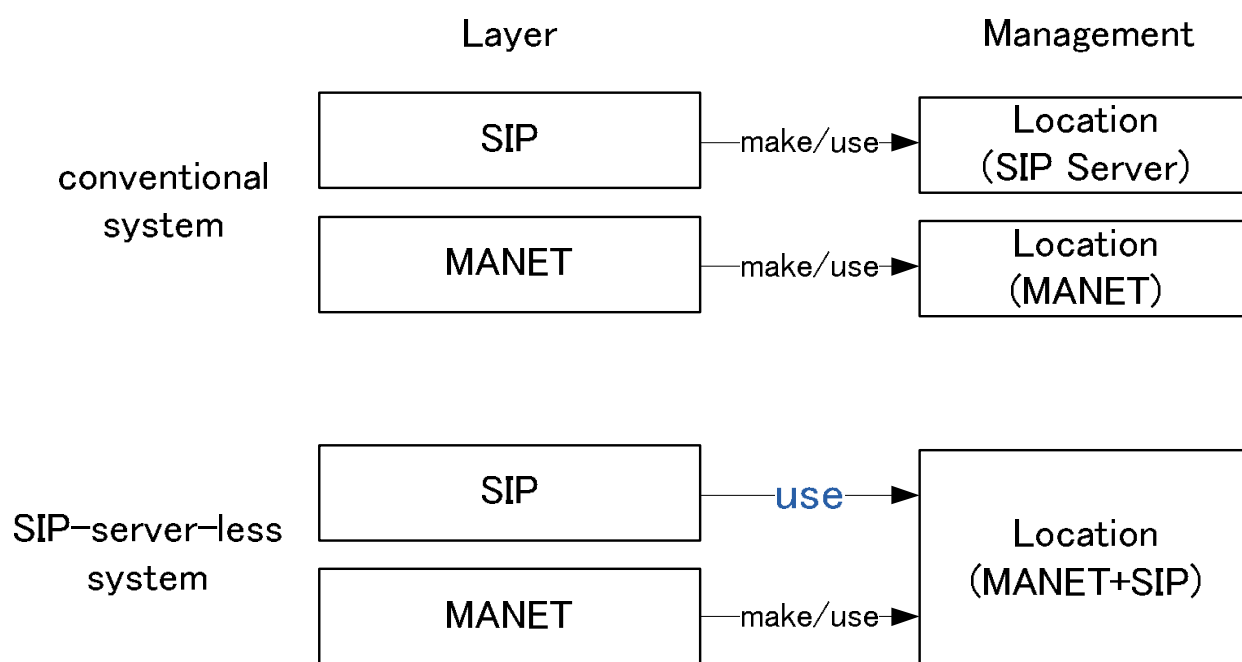 Layer
Management
conventional
system
SIP
make/use
Location
(SIP Server)
MANET
make/use
Location
(MANET)
SIP-server-less
system
SIP
use
MANET
make/use
Location
(MANET+SIP)